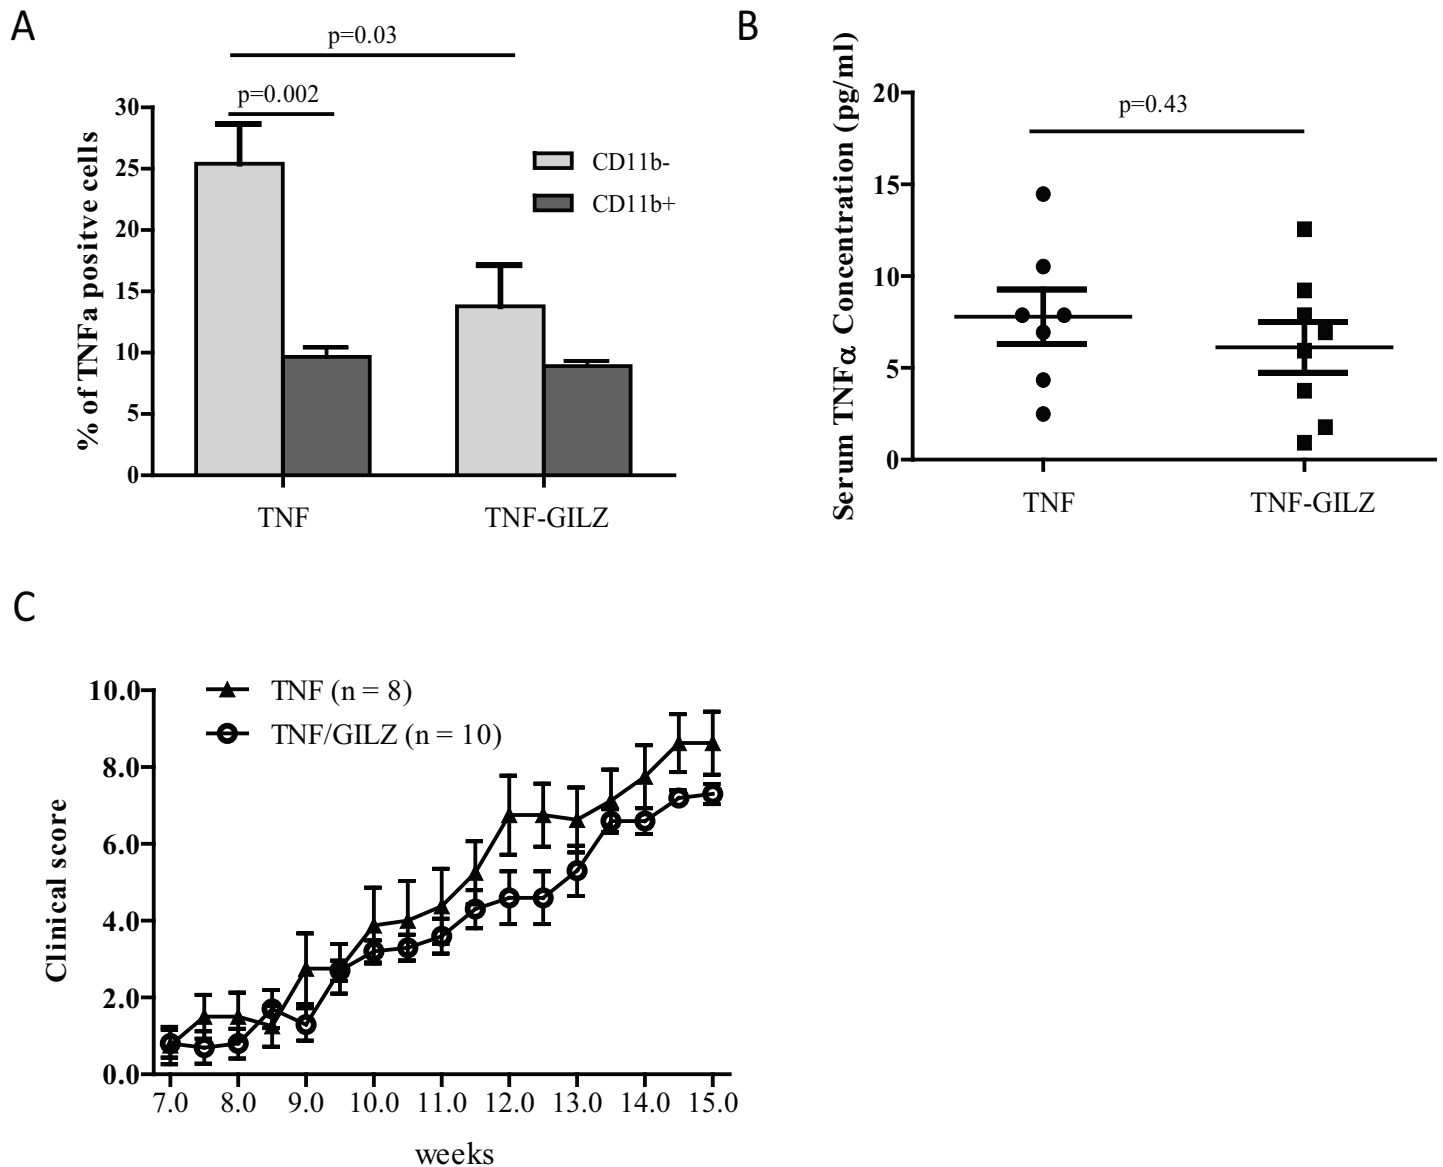 A
p=0.03
p=0.002
30
25
20
15
10
5
0
% of TNFa positve cells
CD11b-
CD11b+
TNF
TNF-GILZ
B
p=0.43
20
15
10
5
0
Serum TNFα Concentration (pg/ml)
TNF
TNF-GILZ
C
TNF (n = 8)
TNF/GILZ (n = 10)
10.0
8.0
6.0
4.0
2.0
0.0
Clinical score
7.0 8.0 9.0 10.0 11.0 12.0 13.0 14.0 15.0
weeks